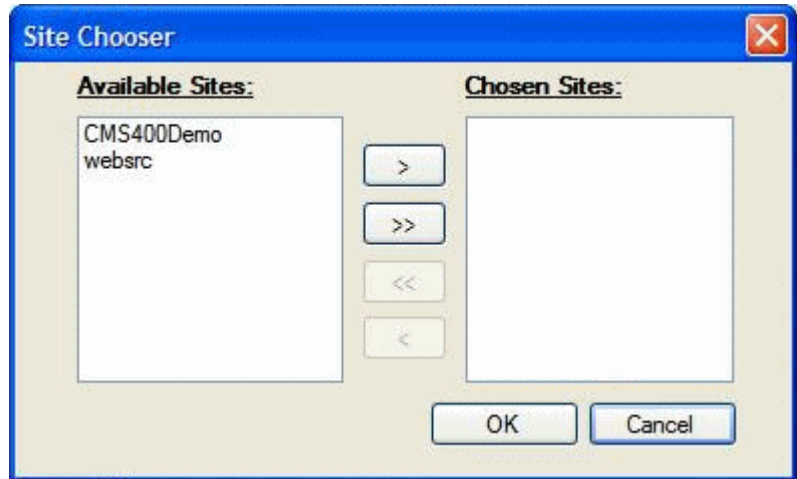 Site Chooser
Available Sites:
Chosen Sites:
CMS400Demo
websrc
>
>>
<<
<
OK
Cancel